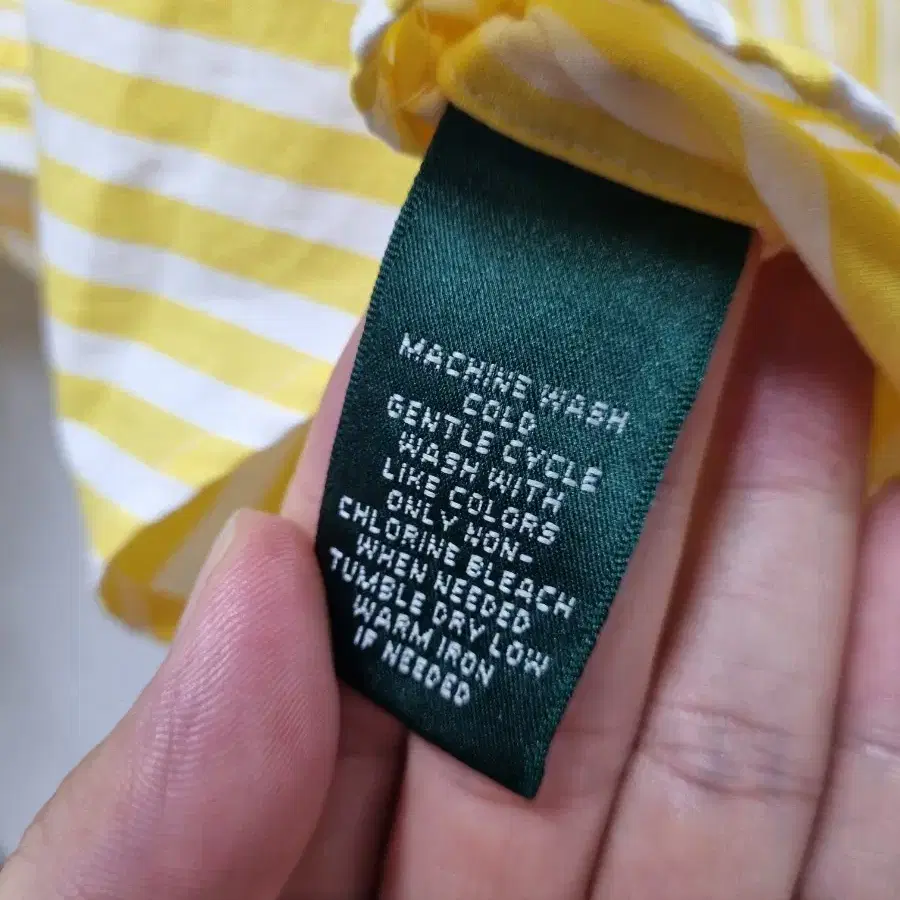 MACHINE WASH
COLD
GENTLE CYCLE
WASH WITH
LIKE COLORS
ONLY NON-
CHLORINE BLEACH
WHEN NEEDED
TUMBLE DRY LOW
WARM IRON
IF NEEDED